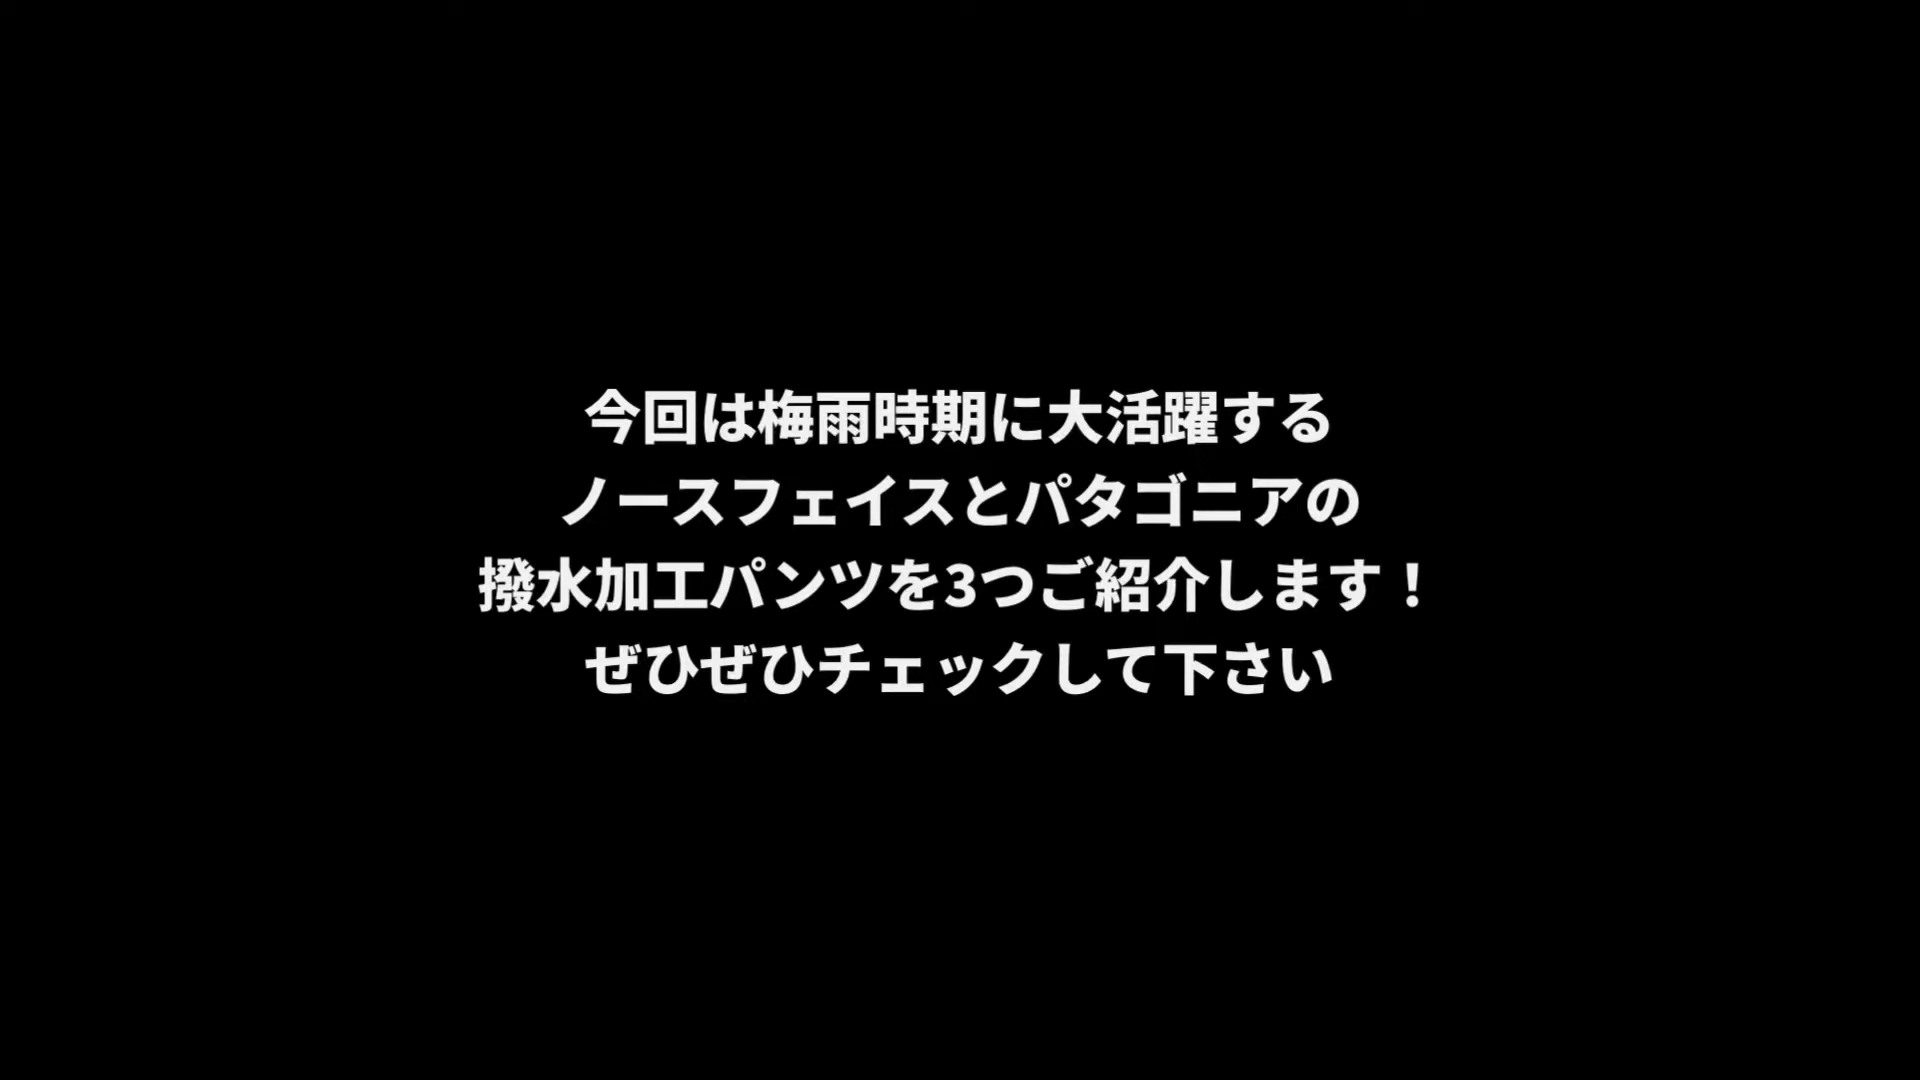 今回は梅雨時期に大活躍する
ノースフェイスとパタゴニアの
撥水加工パンツを3つご紹介します！
ぜひぜひチェックして下さい